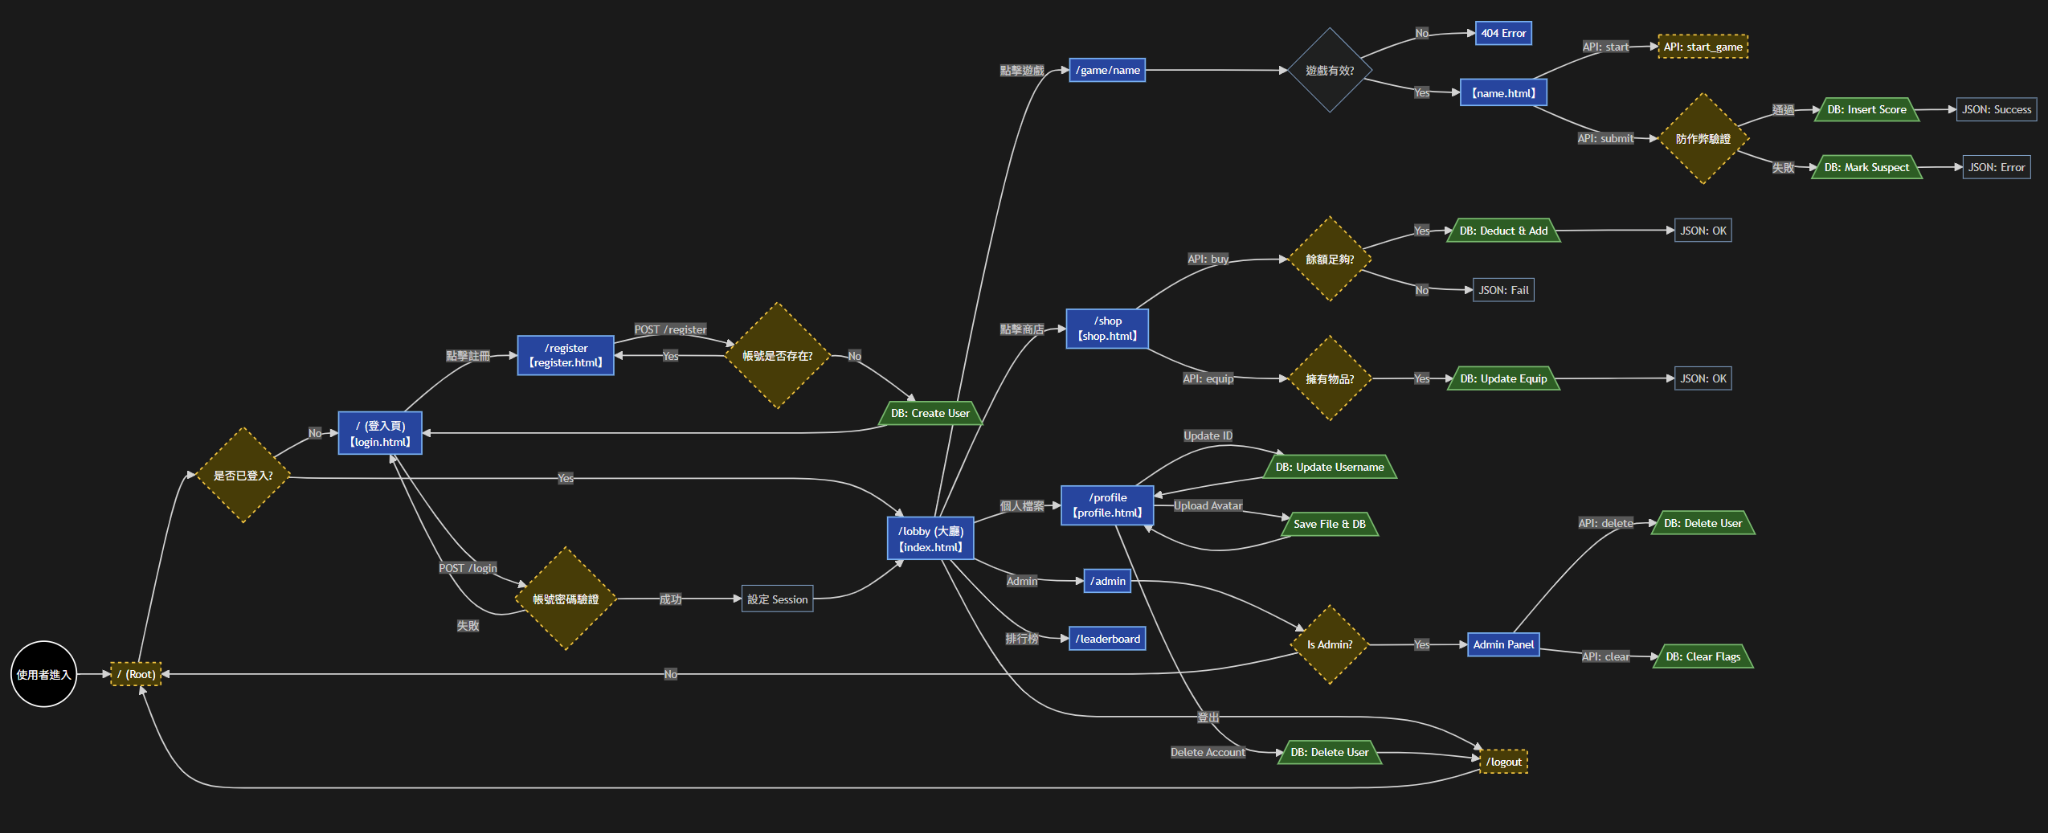 使用者進入
/ (Root)
是否已登入?
No
Yes
/ (登入頁)
【login.html】
點擊註冊
/register
【register.html】
POST /register
Yes
帳號是否存在?
No
DB: Create User
POST /login
失敗
帳號密碼驗證
成功
設定 Session
/lobby (大廳)
【index.html】
點擊遊戲
/game/name
遊戲有效?
No
404 Error
Yes
【name.html】
API: start
API: start_game
API: submit
防作弊驗證
通過
DB: Insert Score
JSON: Success
失敗
DB: Mark Suspect
JSON: Error
點擊商店
/shop
【shop.html】
API: buy
餘額足夠?
Yes
DB: Deduct & Add
JSON: OK
No
JSON: Fail
API: equip
擁有物品?
Yes
DB: Update Equip
JSON: OK
個人檔案
/profile
【profile.html】
Update ID
DB: Update Username
Upload Avatar
Save File & DB
Admin
/admin
Is Admin?
Yes
Admin Panel
API: delete
DB: Delete User
API: clear
DB: Clear Flags
No
排行榜
/leaderboard
登出
Delete Account
DB: Delete User
/logout